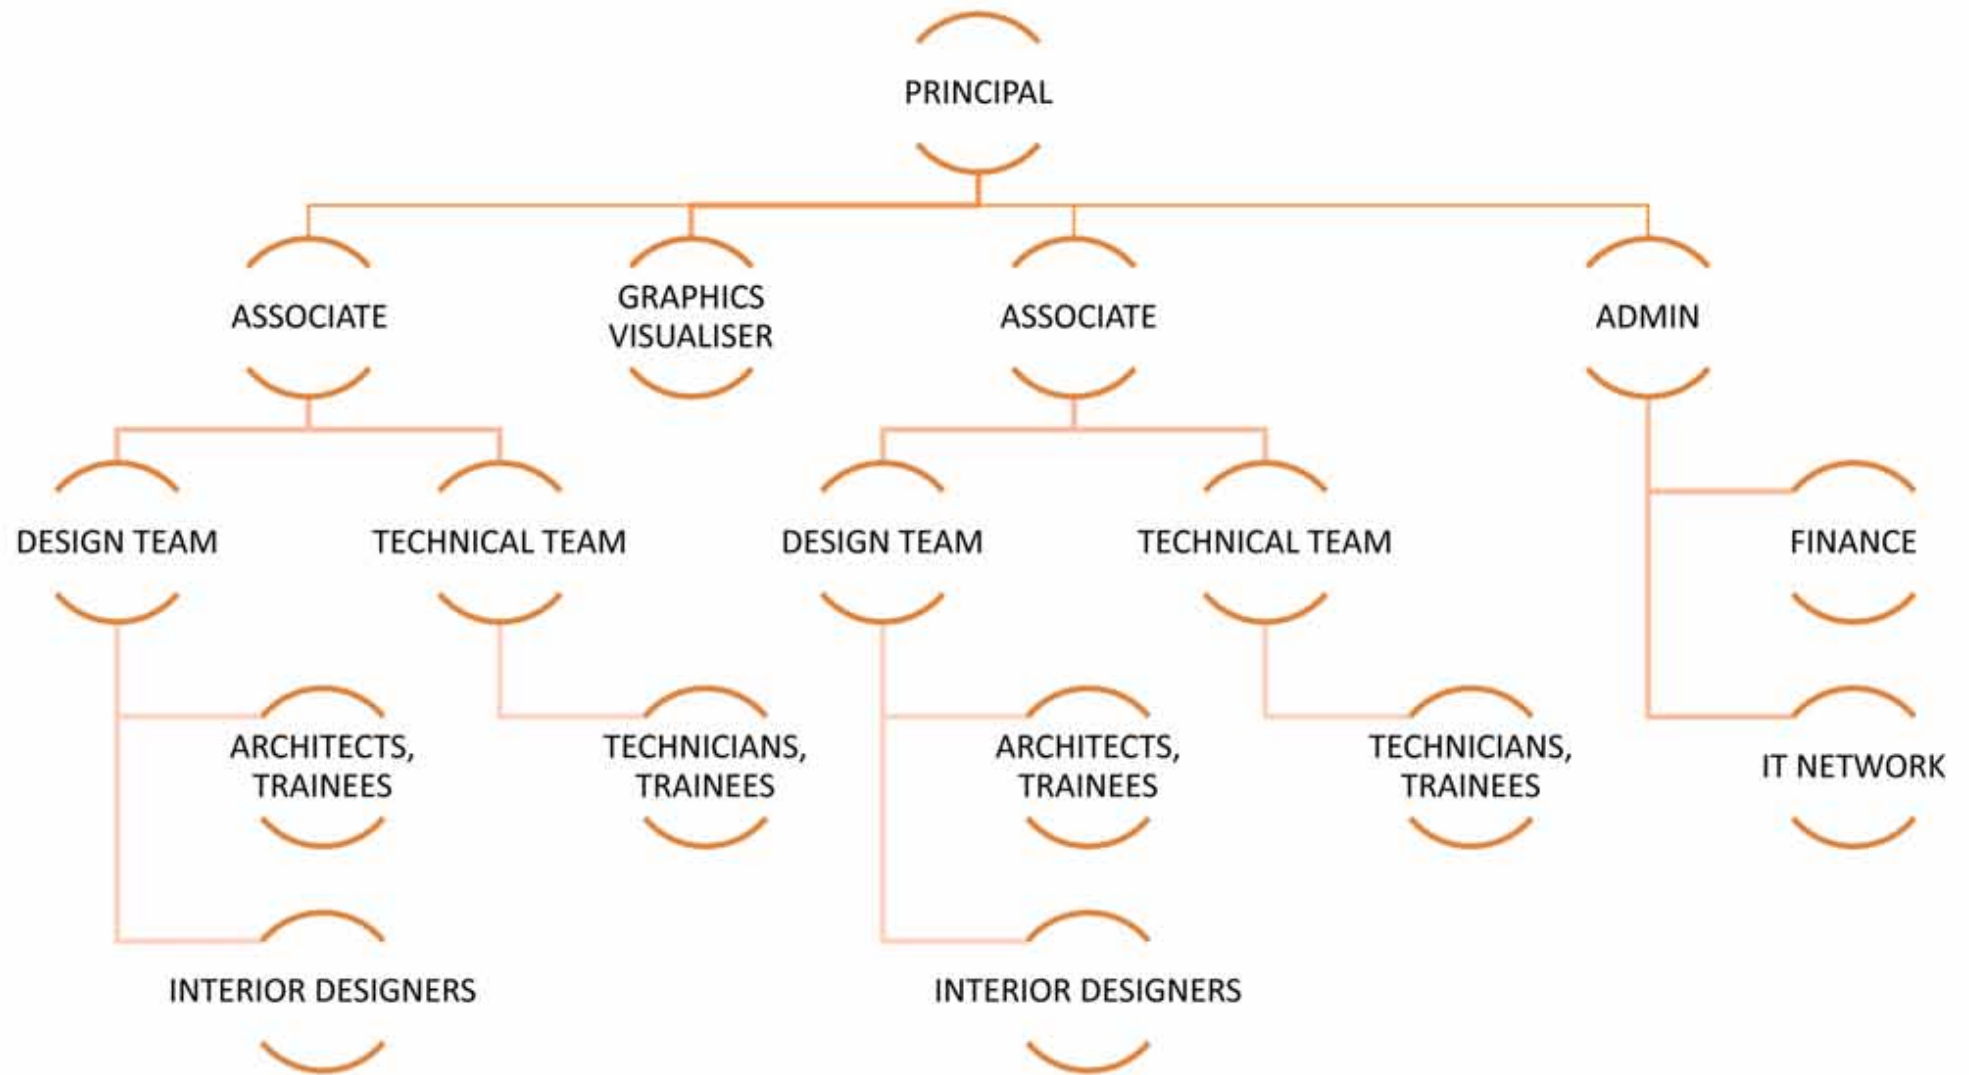 PRINCIPAL
ASSOCIATE
GRAPHICS
VISUALISER
ASSOCIATE
ADMIN
DESIGN TEAM
TECHNICAL TEAM
DESIGN TEAM
TECHNICAL TEAM
FINANCE
ARCHITECTS,
TRAINEES
TECHNICIANS,
TRAINEES
ARCHITECTS,
TRAINEES
TECHNICIANS,
TRAINEES
IT NETWORK
INTERIOR DESIGNERS
INTERIOR DESIGNERS